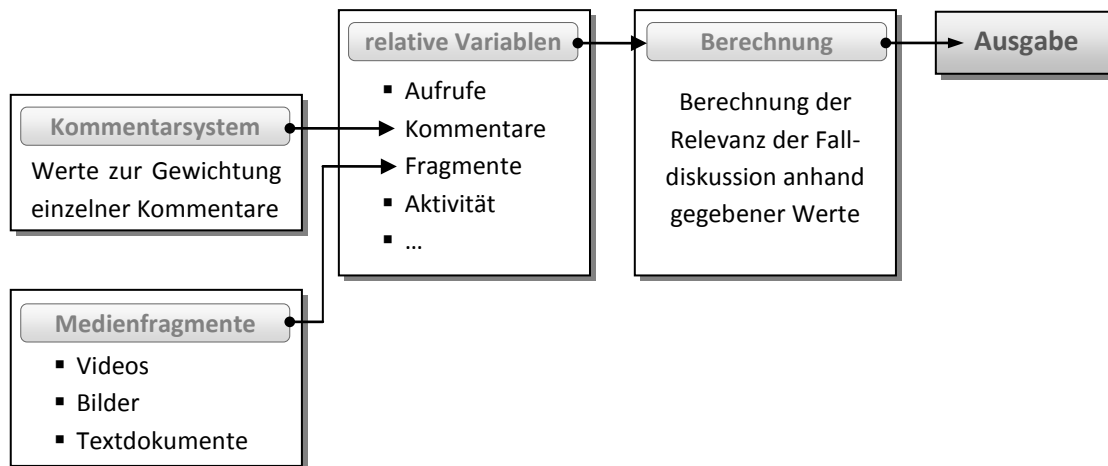 Kommentarsystem
Werte zur Gewichtung
einzelner Kommentare
Medienfragmente
▪ Videos
▪ Bilder
▪ Textdokumente
relative Variablen
▪ Aufrufe
▪ Kommentare
▪ Fragmente
▪ Aktivität
▪ ...
Berechnung
Berechnung der
Relevanz der Fall-
diskussion anhand
gegebener Werte
Ausgabe